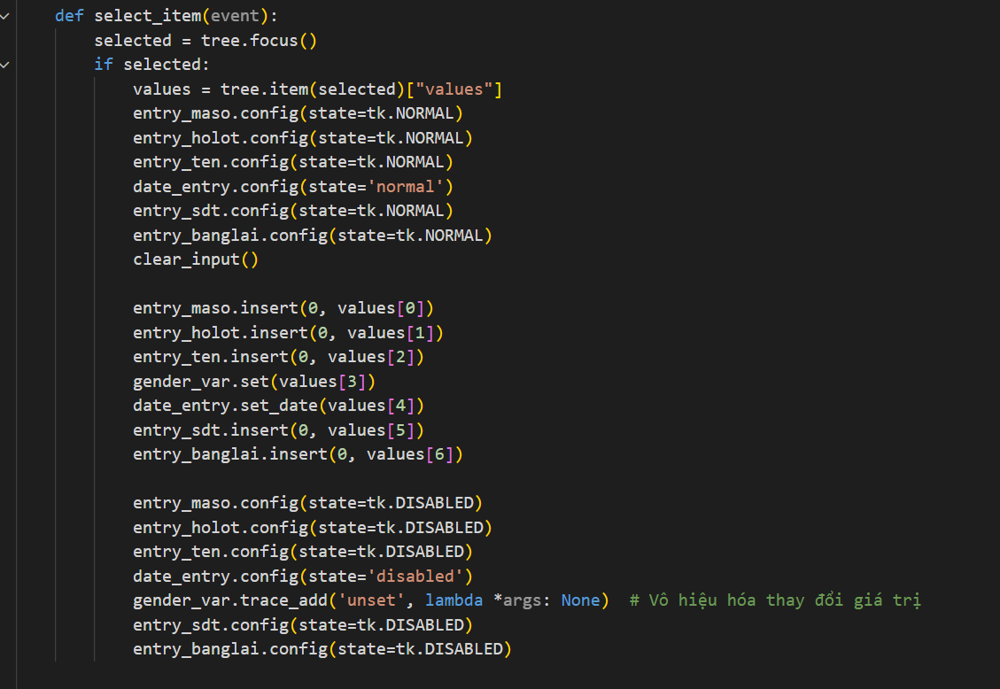 def select_item(event):
selected = tree.focus()
if selected:
values = tree.item(selected)["values"]
entry_maso.config(state=tk.NORMAL)
entry_holot.config(state=tk.NORMAL)
entry_ten.config(state=tk.NORMAL)
date_entry.config(state='normal')
entry_sdt.config(state=tk.NORMAL)
entry_banglai.config(state=tk.NORMAL)
clear_input()
entry_maso.insert(0, values[0])
entry_holot.insert(0, values[1])
entry_ten.insert(0, values[2])
gender_var.set(values[3])
date_entry.set_date(values[4])
entry_sdt.insert(0, values[5])
entry_banglai.insert(0, values[6])
entry_maso.config(state=tk.DISABLED)
entry_holot.config(state=tk.DISABLED)
entry_ten.config(state=tk.DISABLED)
date_entry.config(state='disabled')
gender_var.trace_add('unset', lambda *args: None)  # Vô hiệu hóa thay đổi giá trị
entry_sdt.config(state=tk.DISABLED)
entry_banglai.config(state=tk.DISABLED)